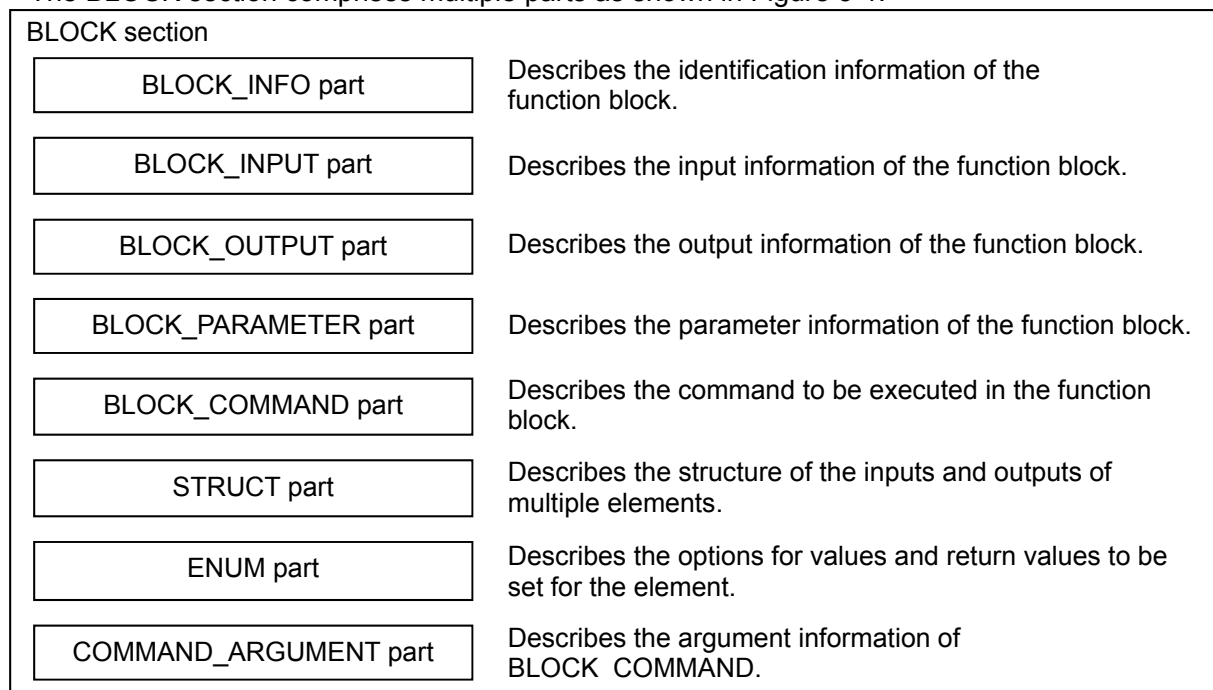 The BLOCK section comprises multiple parts as shown in Figure
BLOCK section
BLOCK_INFO part
Describes the identification information of the
function block.
BLOCK_INPUT part
Describes the input information of the function block.
BLOCK_OUTPUT part
Describes the output information of the function block.
BLOCK_PARAMETER part
Describes the parameter information of the function block.
BLOCK_COMMAND part
Describes the command to be executed in the function
block.
STRUCT part
Describes the structure of the inputs and outputs of
multiple elements.
ENUM part
Describes the options for values and return values to be
set for the element.
COMMAND_ARGUMENT part
Describes the argument information of
BLOCK COMMAND.